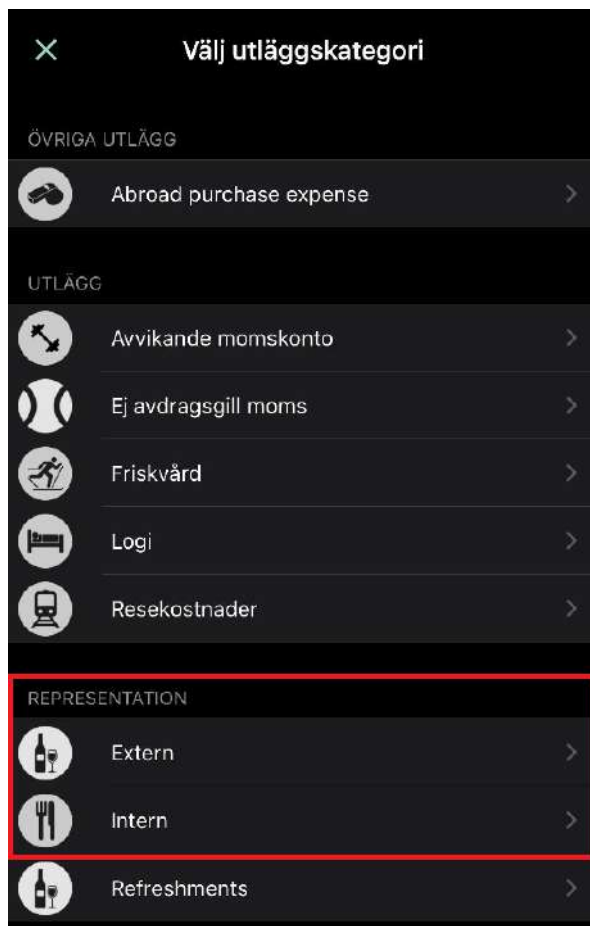 Välj utläggskategori
ÖVRIGA UTLÄGG
Abroad purchase expense
UTLÄGG
Avvikande momskonto
Ej avdragsgill moms
Friskvård
Logi
Resekostnader
REPRESENTATION
Extern
Intern
Refreshments